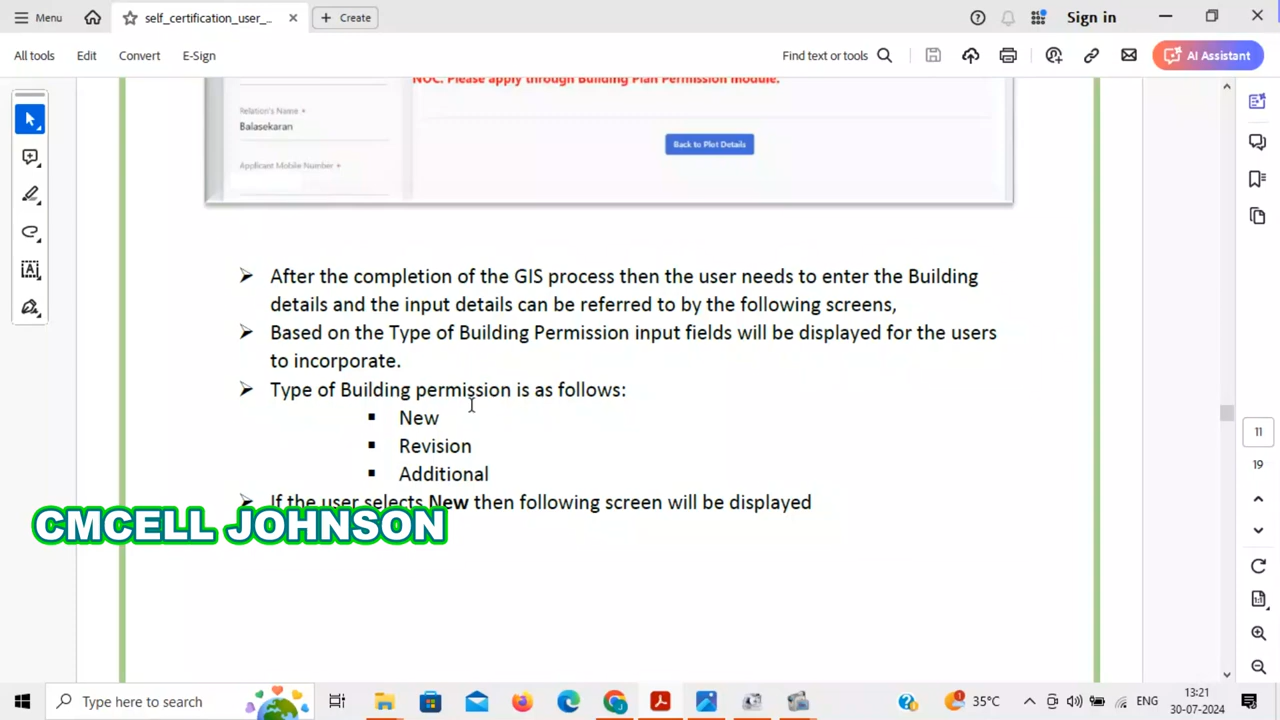 Menu
self_certification_user_...
Create
Sign in
All tools
Edit
Convert
E-Sign
Find text or tools
AI Assistant
NOC. Please apply through Building Plan Permission module.
Relation's Name *
Balasekaran
Applicant Mobile Number *
Back to Plot Details
After the completion of the GIS process then the user needs to enter the Building
details and the input details can be referred to by the following screens,
Based on the Type of Building Permission input fields will be displayed for the users
to incorporate.
Type of Building permission is as follows:
New
Revision
Additional
If the user selects New then following screen will be displayed
CMCELL JOHNSON
11
19
Type here to search
35°C
ENG
13:21
30-07-2024